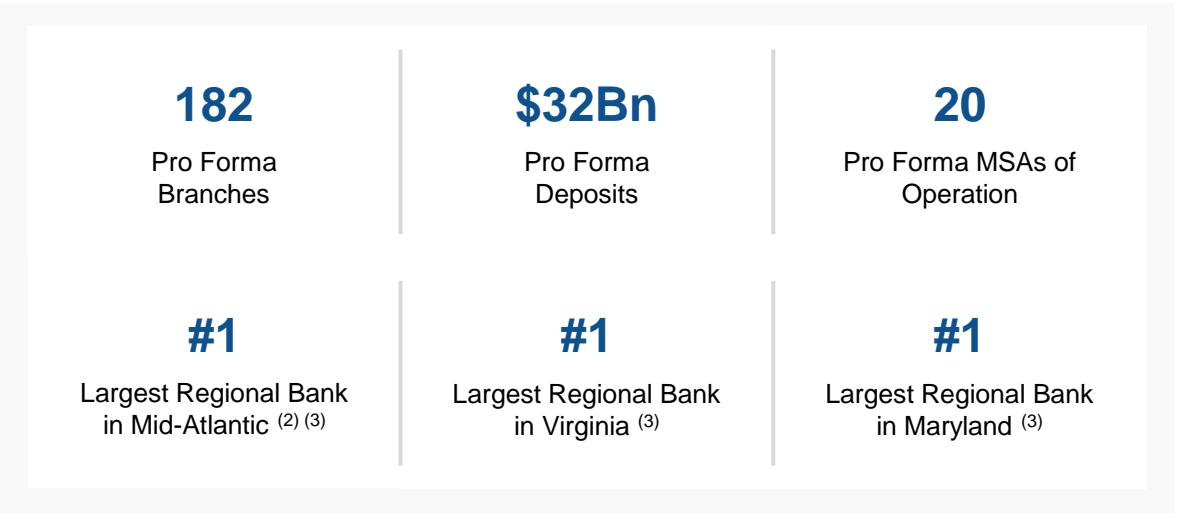 182
Pro Forma
Branches
$32Bn
Pro Forma
Deposits
20
Pro Forma MSAs of
Operation
#1
Largest Regional Bank
in Mid-Atlantic (2) (3)
#1
Largest Regional Bank
in Virginia (3)
#1
Largest Regional Bank
in Maryland (3)